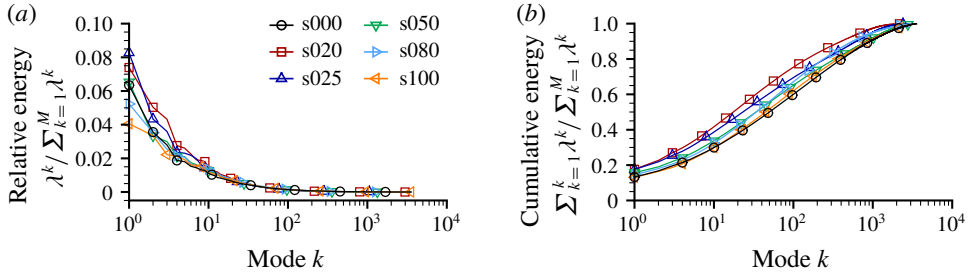 (a)
0.10
0.08
0.06
0.04
0.02
0
Relative energy
λ^k / Σ^M_{k=1} λ^k
s000
s020
s025
s050
s080
s100
10^0
10^1
10^2
10^3
10^4
Mode k
(b)
1.0
0.8
0.6
0.4
0.2
0
Cumulative energy
Σ^k_{k=1} λ^k / Σ^M_{k=1} λ^k
10^0
10^1
10^2
10^3
10^4
Mode k